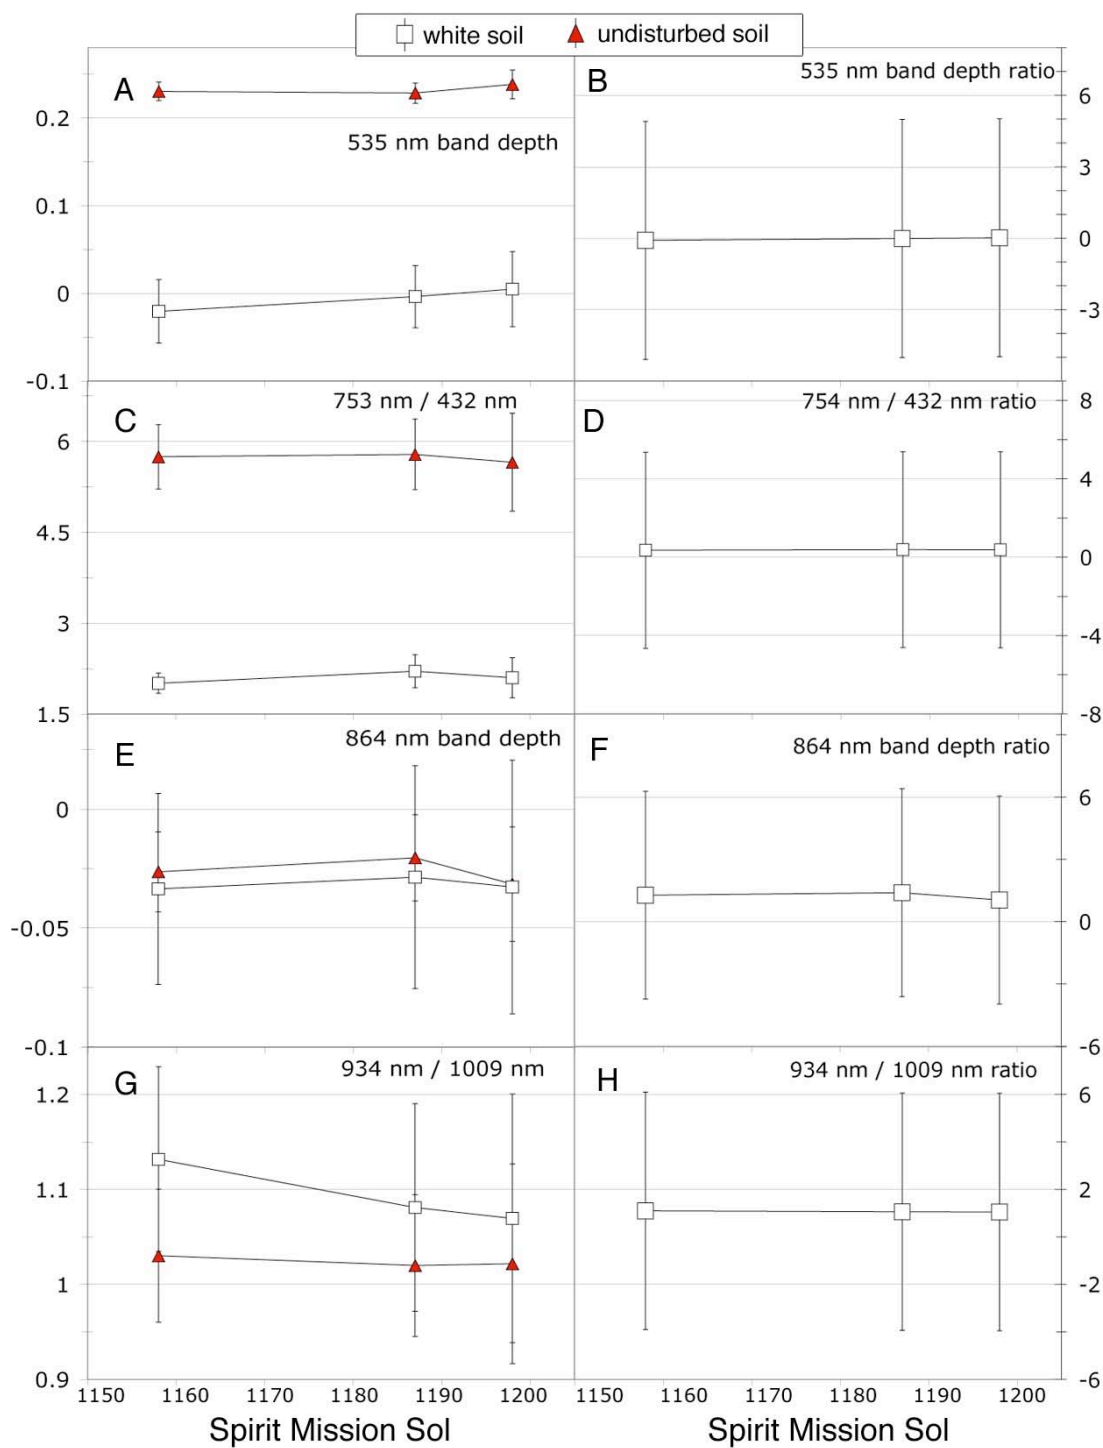 white soil undisturbed soil
A
535 nm band depth
0.2
0.1
0
-0.1
B
535 nm band depth ratio
6
3
0
-3
C
753 nm / 432 nm
6
4.5
3
1.5
D
754 nm / 432 nm ratio
8
4
0
-4
-8
E
864 nm band depth
0
-0.05
-0.1
F
864 nm band depth ratio
6
0
-6
G
934 nm / 1009 nm
1.2
1.1
1
0.9
H
934 nm / 1009 nm ratio
6
2
-2
-6
1150 1160 1170 1180 1190 1200
1150 1160 1170 1180 1190 1200
Spirit Mission Sol
Spirit Mission Sol